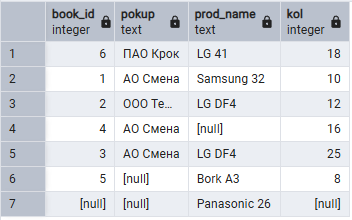 book_id pokup prod_name kol
integer text text integer
1 6 ПАО Крок LG 41 18
2 1 АО Смена Samsung 32 10
3 2 ООО Те... LG DF4 12
4 4 АО Смена [null] 16
5 3 АО Смена LG DF4 25
6 5 [null] Bork A3 8
7 [null] [null] Panasonic 26 [null]